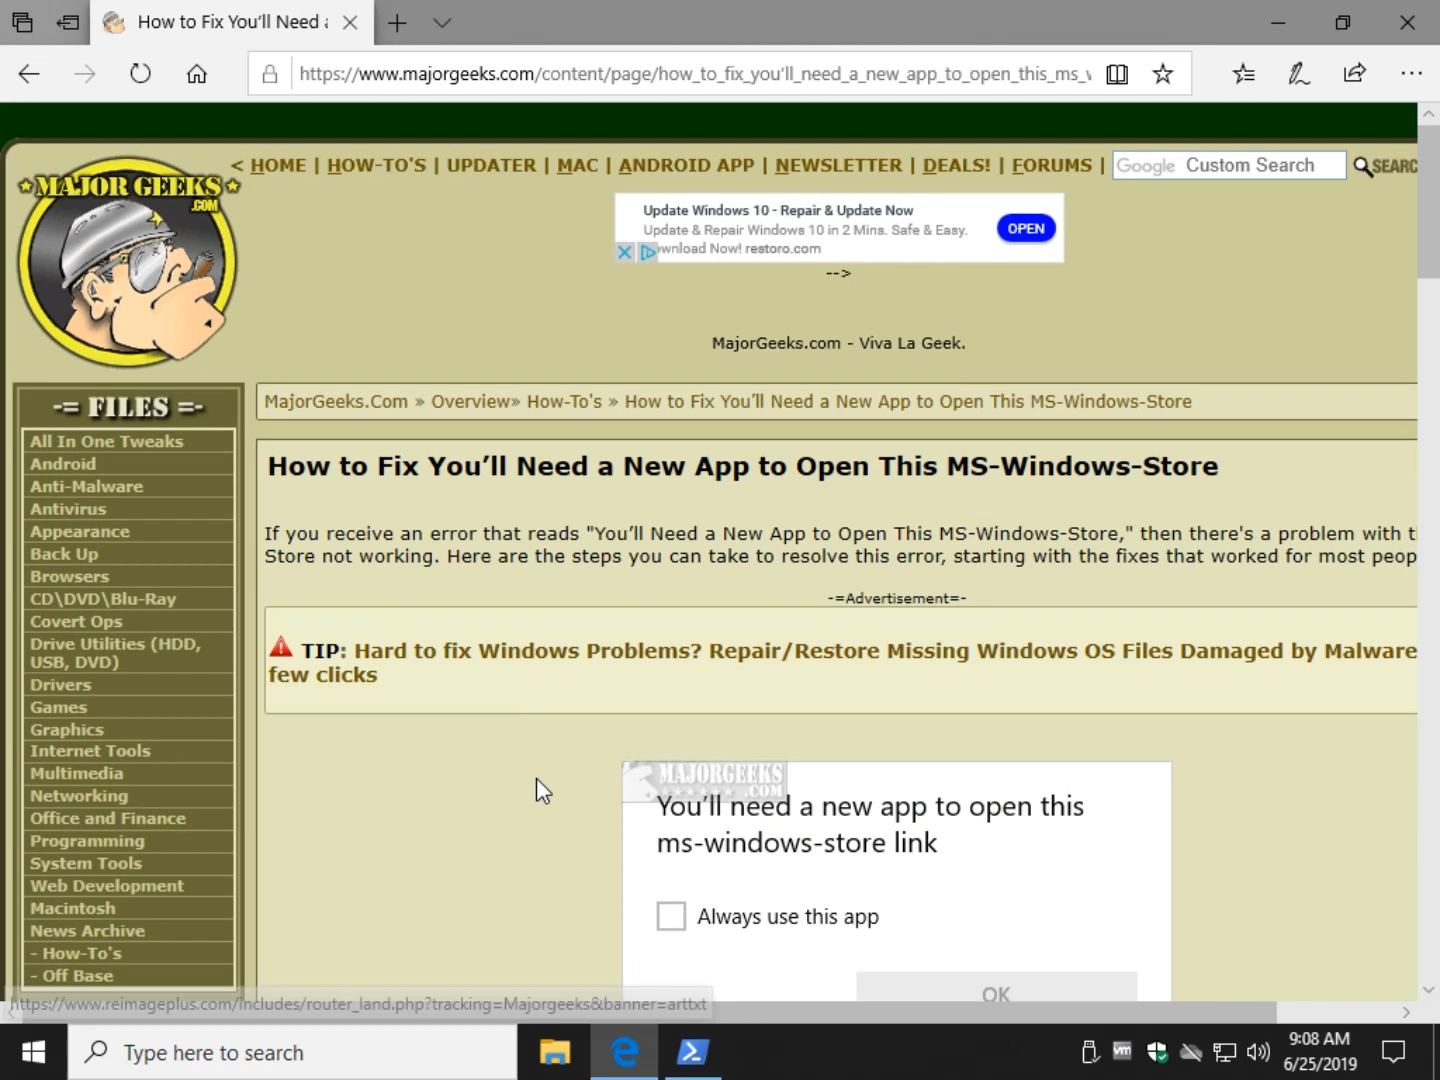 How to Fix You'll Need a
https://www.majorgeeks.com/content/page/how_to_fix_you'll_need_a_new_app_to_open_this_ms_
< HOME | HOW-TO'S | UPDATER | MAC | ANDROID APP | NEWSLETTER | DEALS! | FORUMS |
Google Custom Search
SEARC
MAJOR GEEKS
.COM
Update Windows 10 - Repair & Update Now
Update & Repair Windows 10 in 2 Mins. Safe & Easy.
wnload Now! restoro.com
OPEN
-->
MajorGeeks.com - Viva La Geek.
-= FILES =-
All In One Tweaks
Android
Anti-Malware
Antivirus
Appearance
Back Up
Browsers
CD\DVD\Blu-Ray
Covert Ops
Drive Utilities (HDD,
USB, DVD)
Drivers
Games
Graphics
Internet Tools
Multimedia
Networking
Office and Finance
Programming
System Tools
Web Development
Macintosh
News Archive
- How-To's
- Off Base
MajorGeeks.Com » Overview» How-To's » How to Fix You'll Need a New App to Open This MS-Windows-Store
How to Fix You'll Need a New App to Open This MS-Windows-Store
If you receive an error that reads "You'll Need a New App to Open This MS-Windows-Store," then there's a problem with t
Store not working. Here are the steps you can take to resolve this error, starting with the fixes that worked for most peop
-=Advertisement=-
TIP: Hard to fix Windows Problems? Repair/Restore Missing Windows OS Files Damaged by Malware
few clicks
MAJORGEEKS
.COM
You'll need a new app to open this
ms-windows-store link
Always use this app
OK
https://www.reimageplus.com/includes/router_land.php?tracking=Majorgeeks&banner=arttxt
Type here to search
vm
9:08 AM
6/25/2019